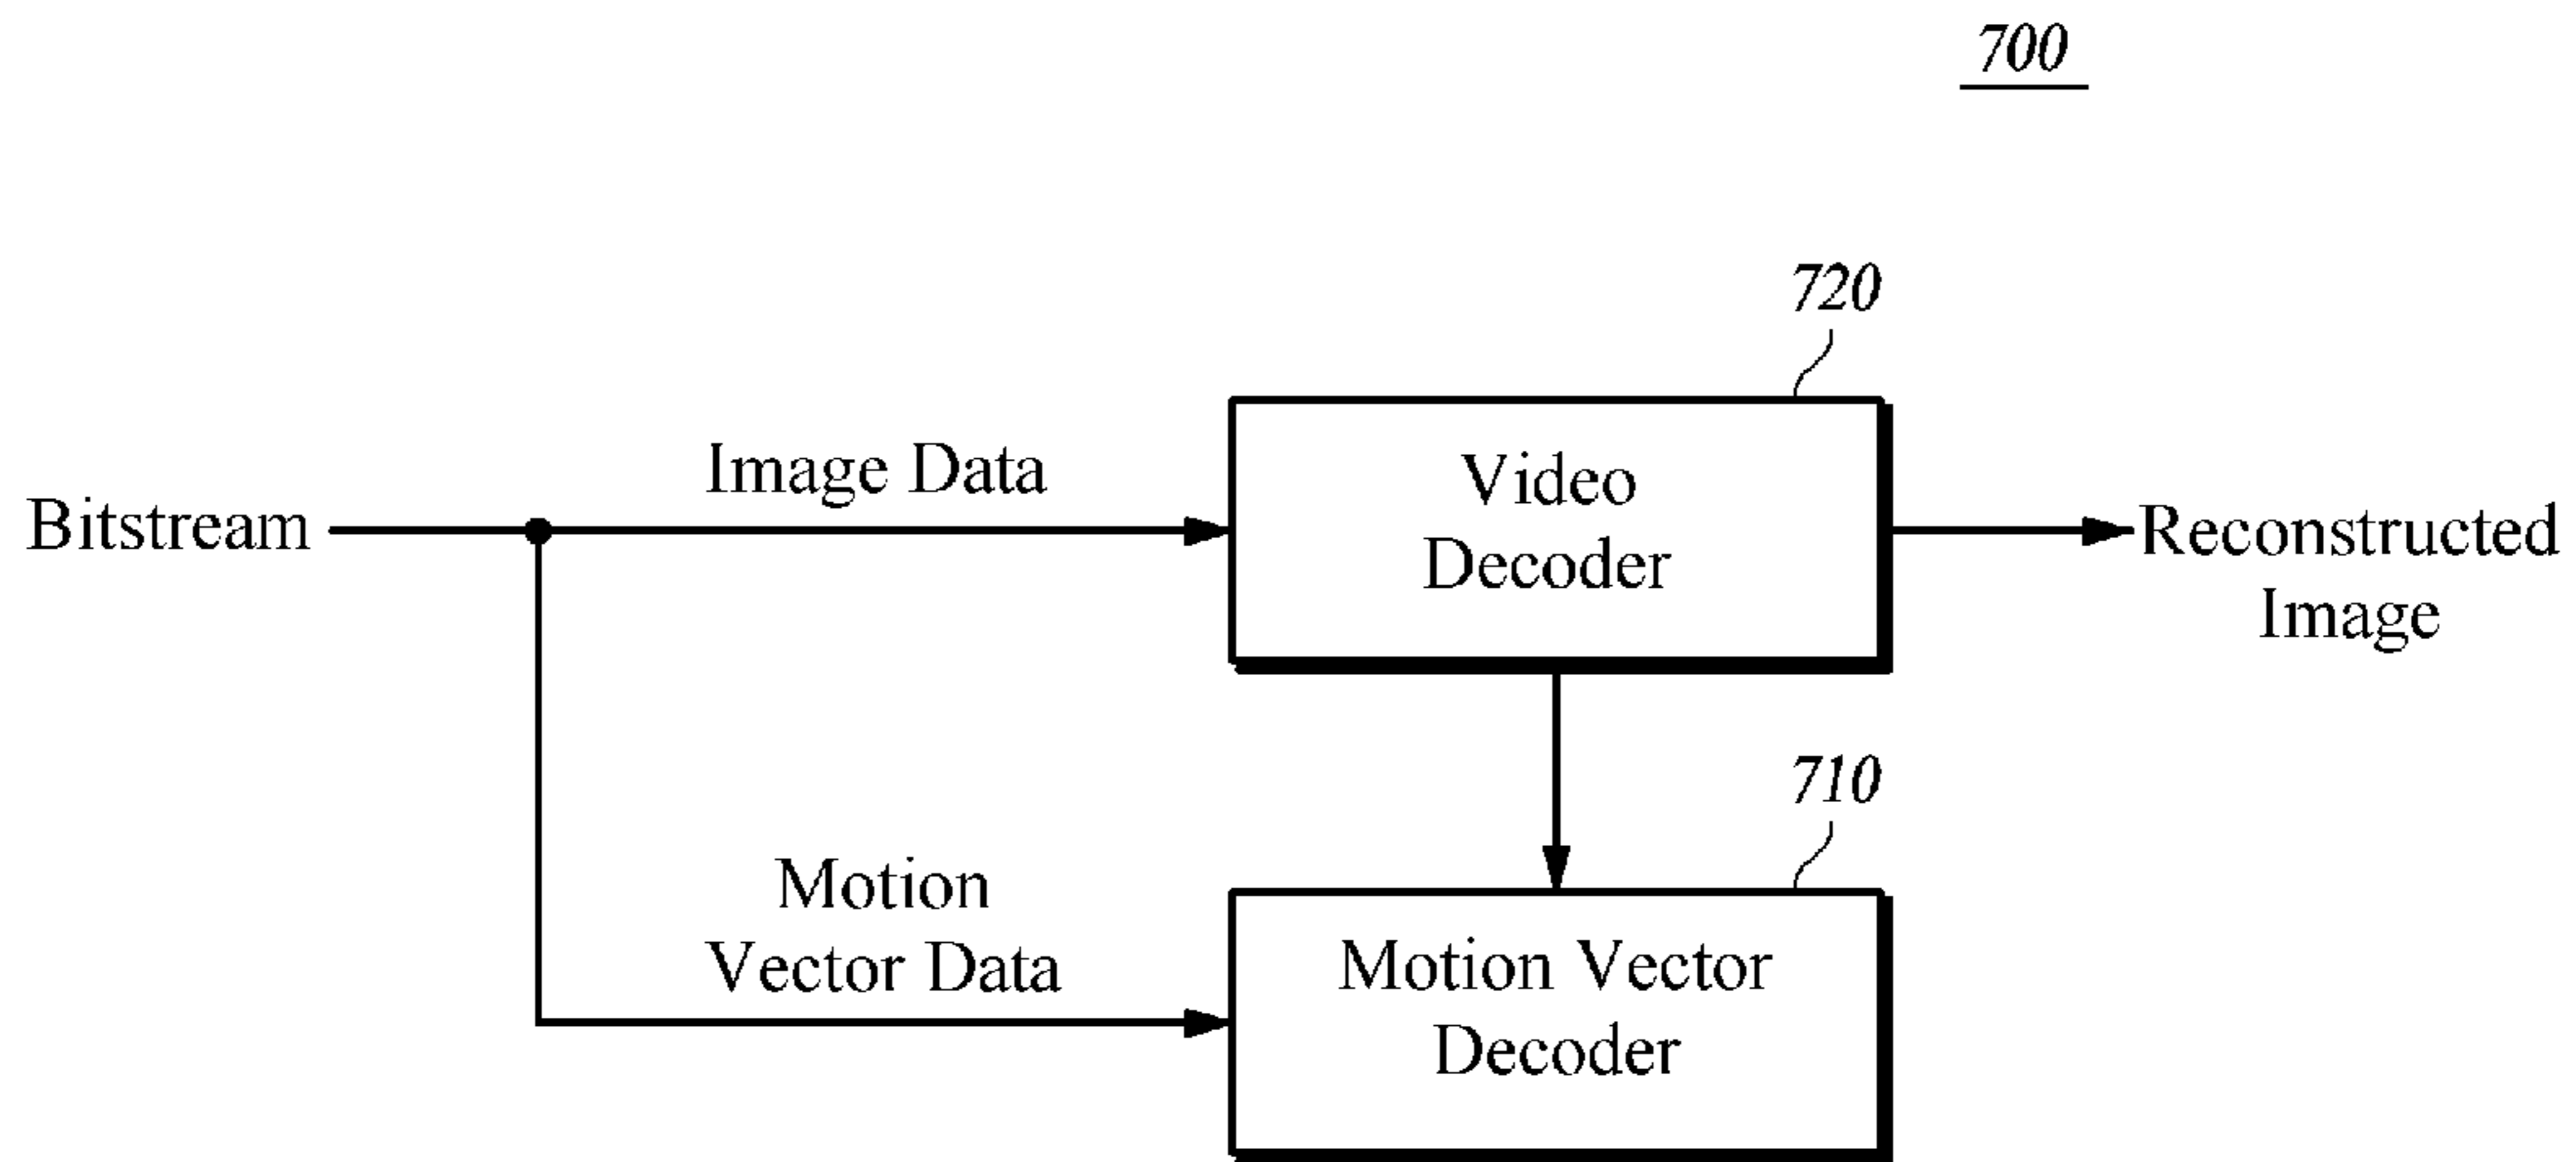 700
720
Image Data
Video
Decoder
Bitstream
Reconstructed
Image
710
Motion
Vector Data
Motion Vector
Decoder